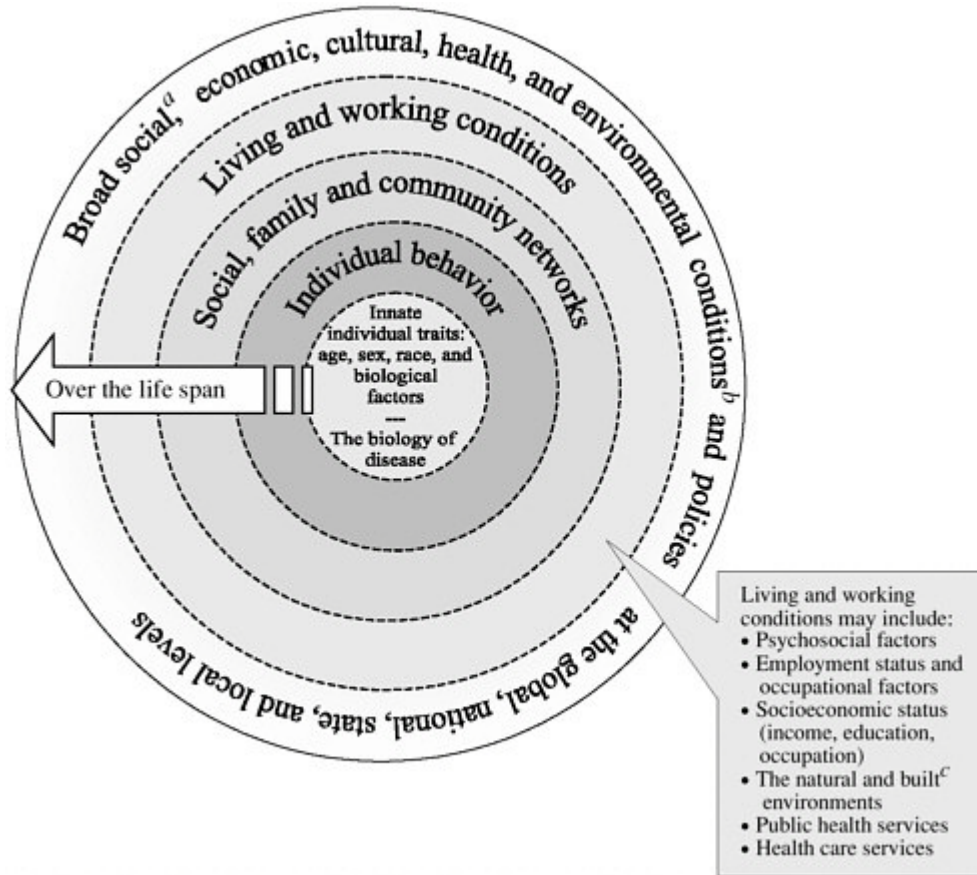 Broad social,a economic, cultural, health, and environmental conditionsb and policies
at the global, national, state, and local levels
Living and working conditions
Social, family and community networks
Individual behavior
Innate
individual traits:
age, sex, race, and
biological
factors
---
The biology of
disease
Over the life span
Living and working
conditions may include:
• Psychosocial factors
• Employment status and
occupational factors
• Socioeconomic status
(income, education,
occupation)
• The natural and builtc
environments
• Public health services
• Health care services